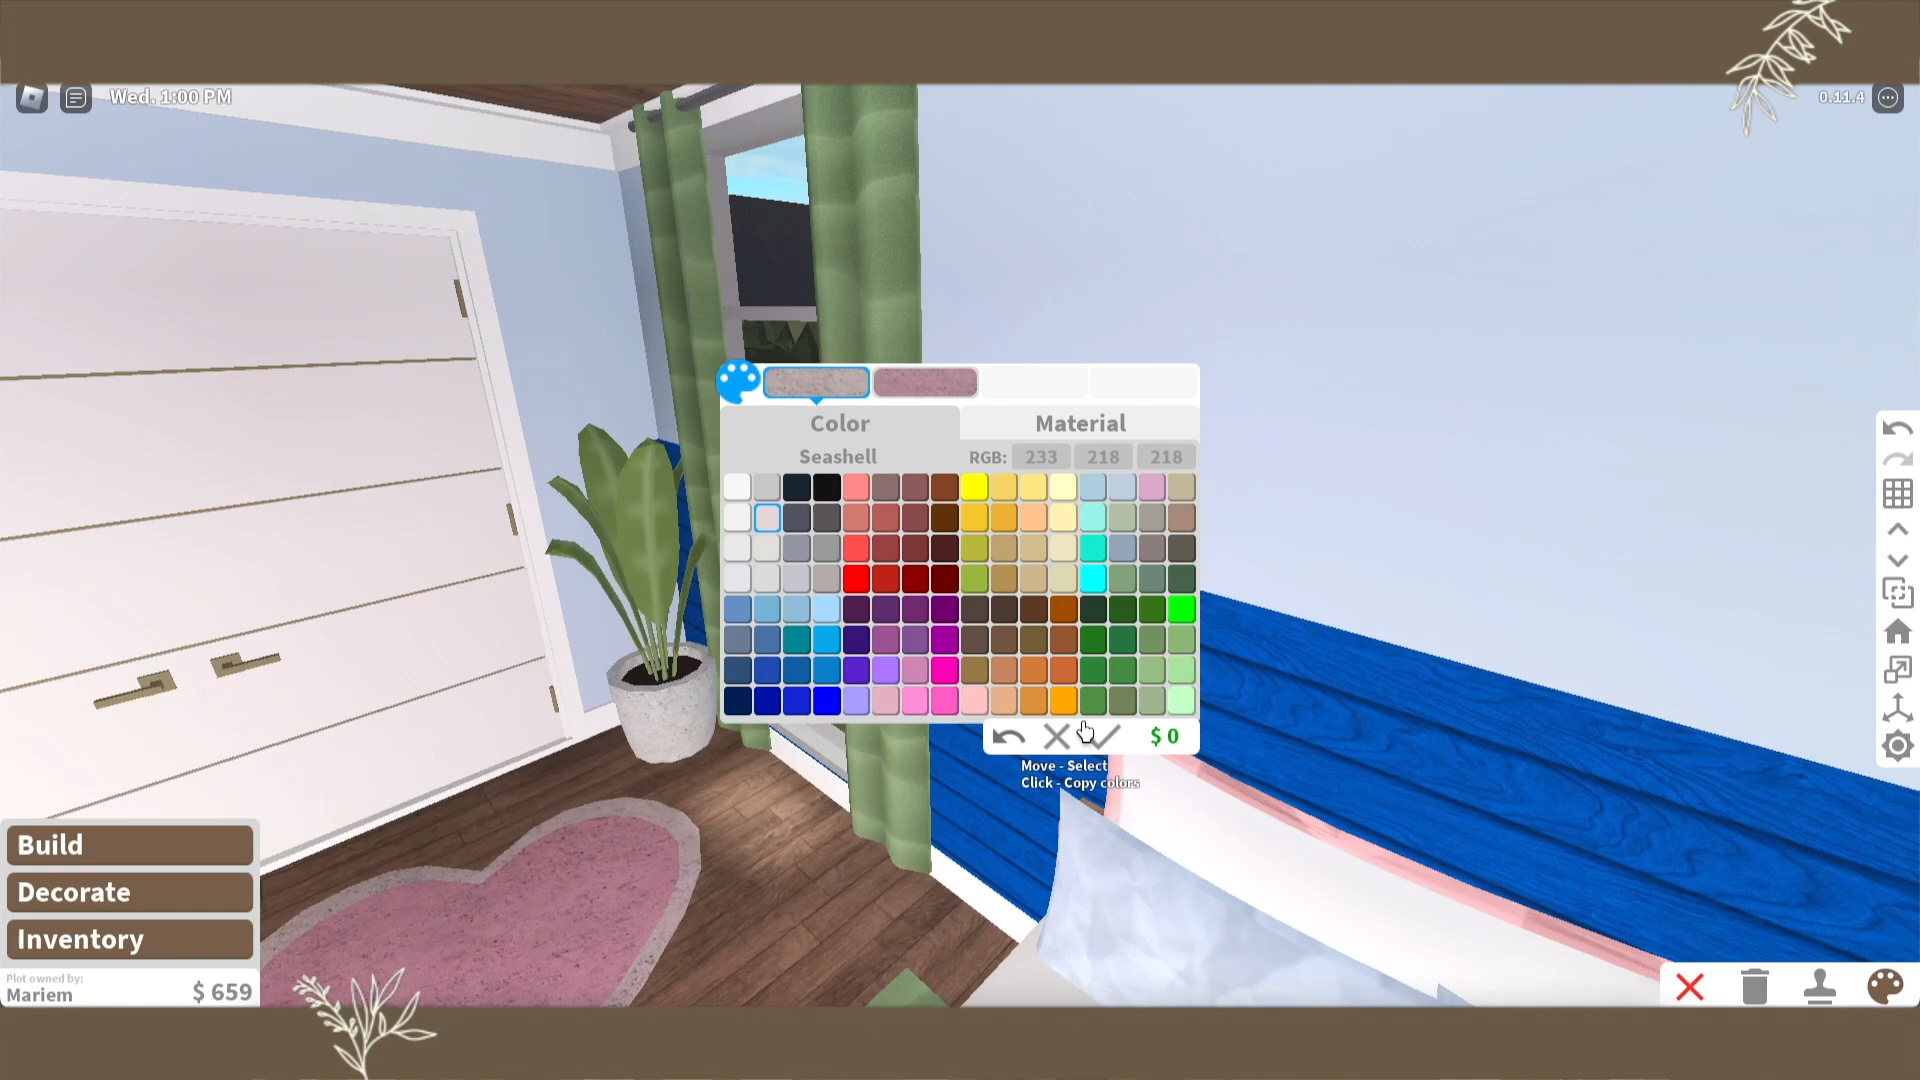 Wed. 1:00 PM
0.11.4
Color
Material
Seashell
RGB: 233 218 218
$ 0
Move - Select
Click - Copy colors
Build
Decorate
Inventory
Plot owned by:
Mariem
$ 659